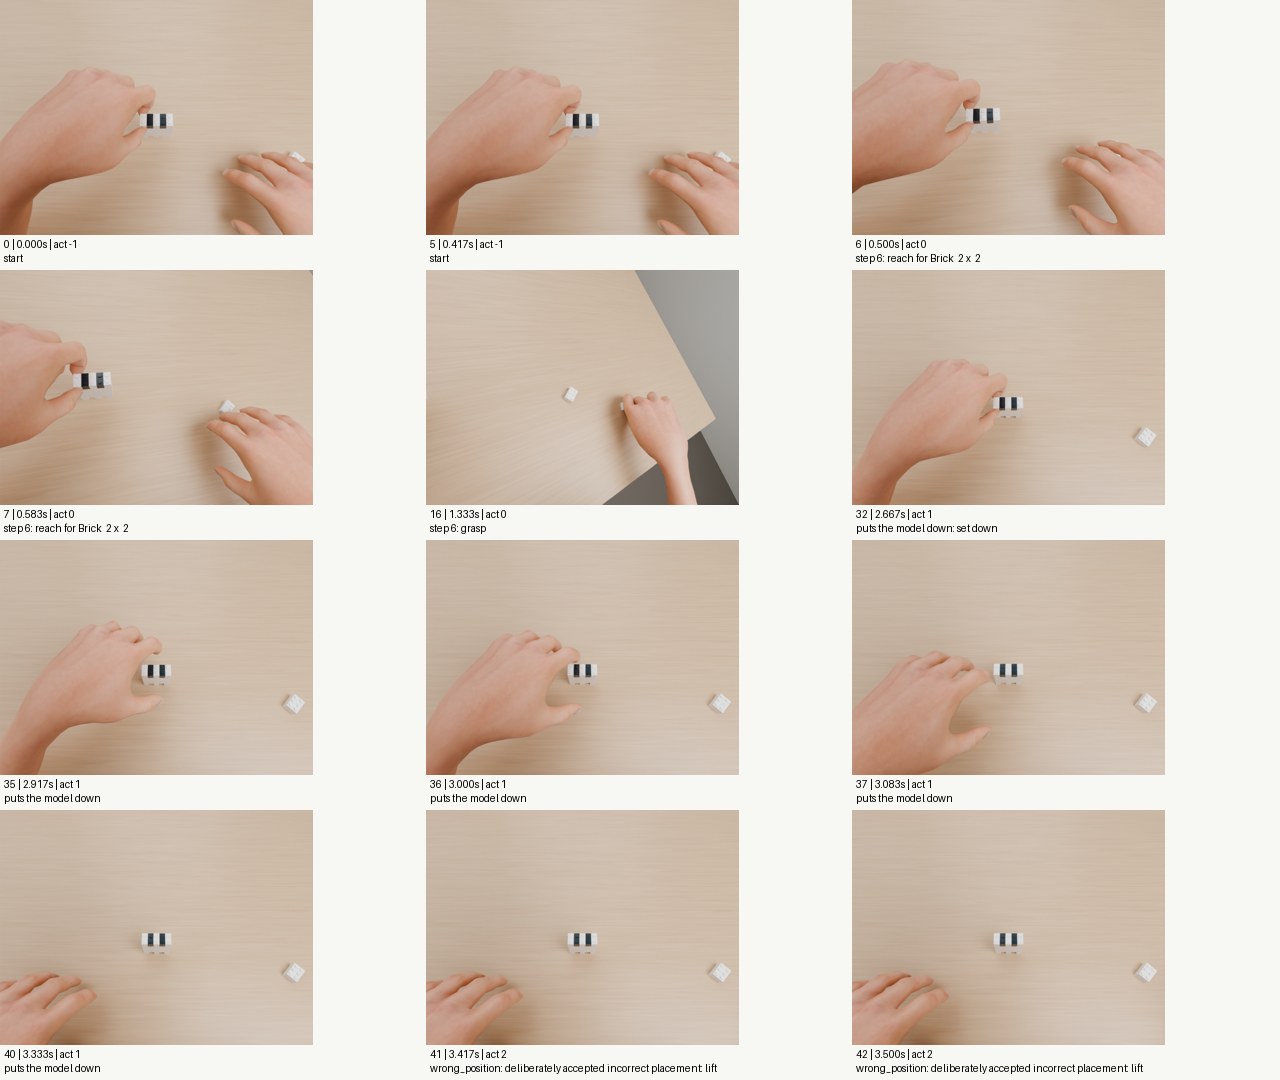 0 | 0.000s | act -1
start
5 | 0.417s | act -1
start
6 | 0.500s | act 0
step 6: reach for Brick 2 x 2
7 | 0.583s | act 0
step 6: reach for Brick 2 x 2
16 | 1.333s | act 0
step 6: grasp
32 | 2.667s | act 1
puts the model down: set down
35 | 2.917s | act 1
puts the model down
36 | 3.000s | act 1
puts the model down
37 | 3.083s | act 1
puts the model down
40 | 3.333s | act 1
puts the model down
41 | 3.417s | act 2
wrong_position: deliberately accepted incorrect placement: lift
42 | 3.500s | act 2
wrong_position: deliberately accepted incorrect placement: lift